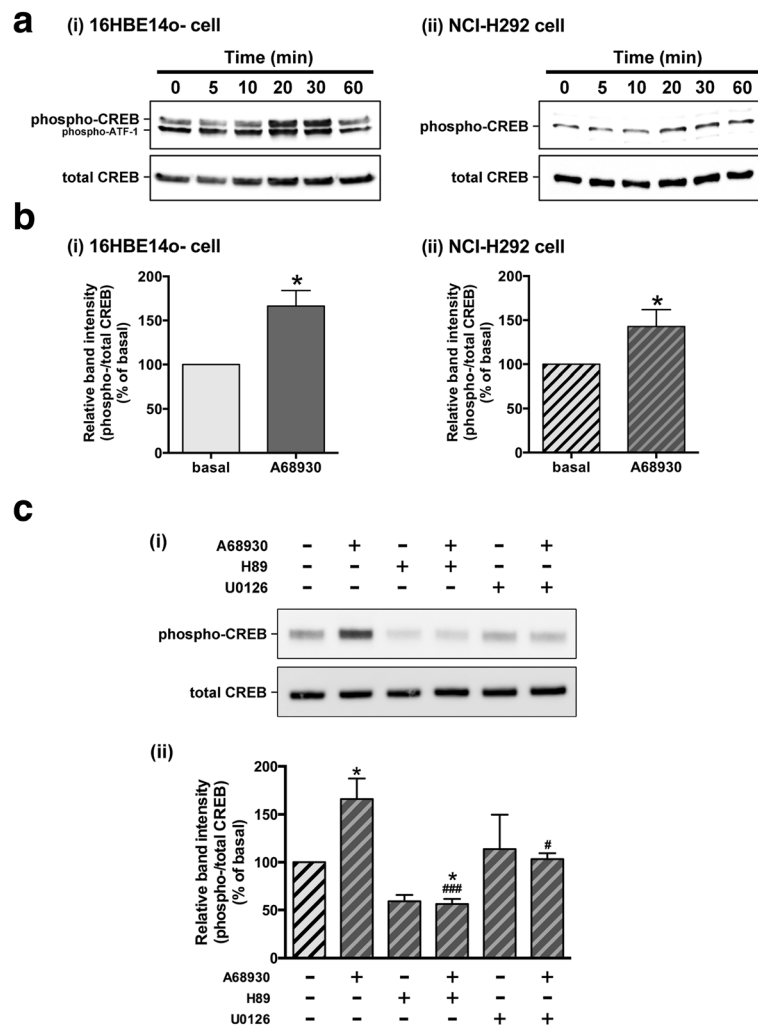 a
(i) 16HBE14o- cell
(ii) NCI-H292 cell
Time (min)
0 5 10 20 30 60
phospho-CREB
phospho-ATF-1
total CREB
Time (min)
0 5 10 20 30 60
phospho-CREB
total CREB
b
(i) 16HBE14o- cell
Relative band intensity
(phospho-/total CREB)
(% of basal)
200
150
100
50
0
*
basal A68930
(ii) NCI-H292 cell
Relative band intensity
(phospho-/total CREB)
(% of basal)
200
150
100
50
0
*
basal A68930
c
(i)
A68930 - + - + - +
H89 - - + + - -
U0126 - - - - + +
phospho-CREB
total CREB
(ii)
Relative band intensity
(phospho-/total CREB)
(% of basal)
200
150
100
50
0
*
*
###
#
A68930 - + - + - +
H89 - - + + - -
U0126 - - - - + +